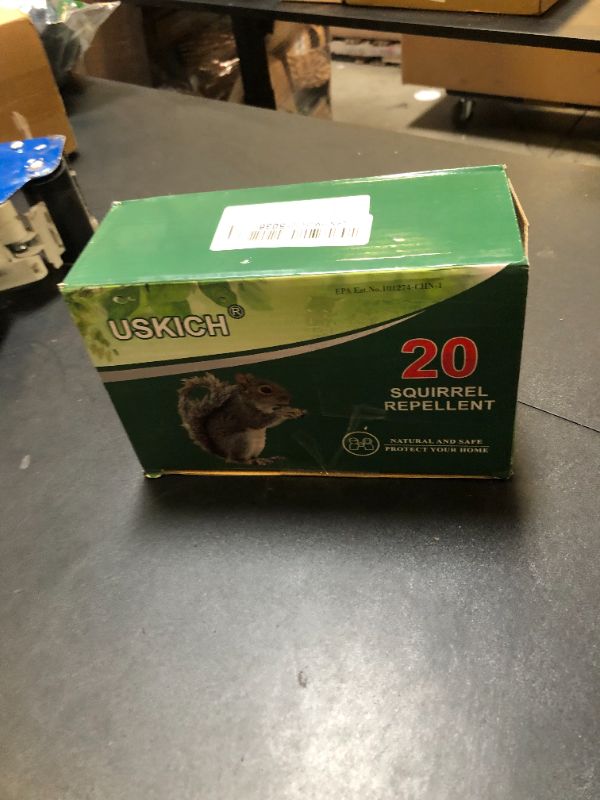 EPA Est.No.101274-CHN-1
USKICH®
20
SQUIRREL
REPELLENT
NATURAL AND SAFE
PROTECT YOUR HOME